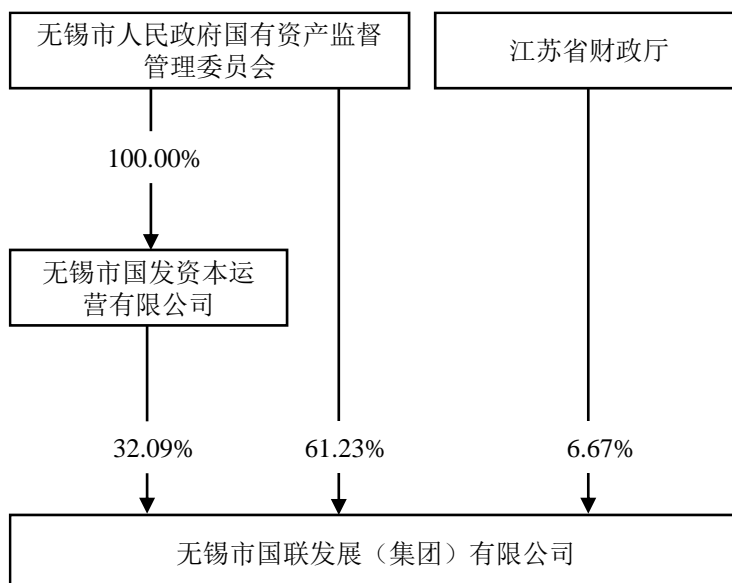 无锡市人民政府国有资产监督
管理委员会
江苏省财政厅
100.00%
无锡市国发资本运
营有限公司
32.09%
61.23%
6.67%
无锡市国联发展（集团）有限公司